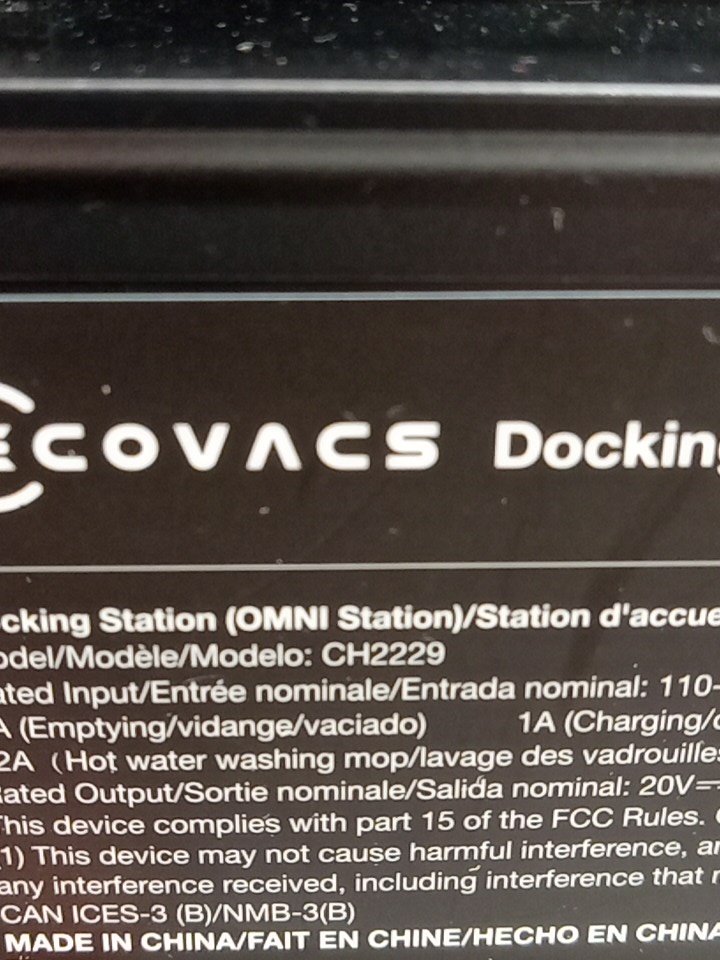 ECOVACS Docking
cking Station (OMNI Station)/Station d'accue
odel/Modèle/Modelo: CH2229
ated Input/Entrée nominale/Entrada nominal: 110-
A (Emptying/vidange/vaciado) 1A (Charging/c
2A (Hot water washing mop/lavage des vadrouilles
Rated Output/Sortie nominale/Salida nominal: 20V⎓
This device complies with part 15 of the FCC Rules.
(1) This device may not cause harmful interference, an
any interference received, including interference that
CAN ICES-3 (B)/NMB-3(B)
MADE IN CHINA/FAIT EN CHINE/HECHO EN CHINA